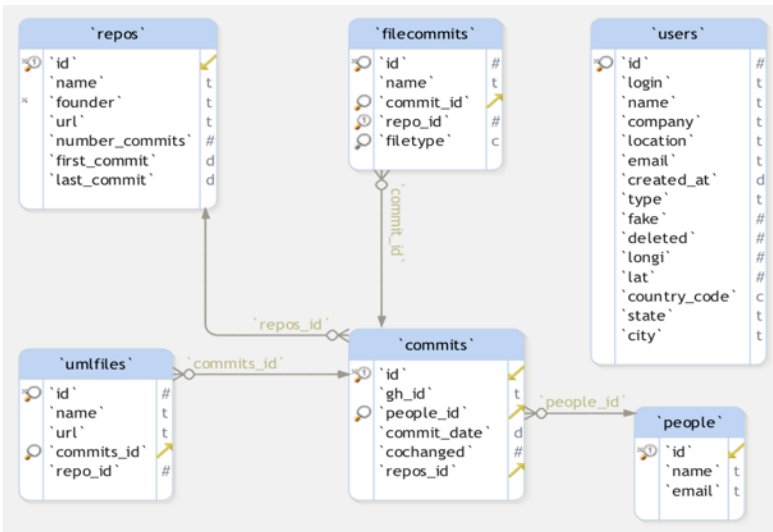 `repos`
`id`
`name` t
`founder` t
`url` t
`number_commits` #
`first_commit` d
`last_commit` d
`filecommits`
`id` #
`name` t
`commit_id`
`repo_id` #
`filetype` c
`users`
`id` #
`login` t
`name` t
`company` t
`location` t
`email` t
`created_at` d
`type` t
`fake` #
`deleted` #
`longi` #
`lat` #
`country_code` c
`state` t
`city` t
`commit_id`
`repos_id`
`umlfiles`
`id` #
`name` t
`url` t
`commits_id`
`repo_id` #
`commits_id`
`commits`
`id`
`gh_id` t
`people_id`
`commit_date` d
`cochanged` #
`repos_id`
`people_id`
`people`
`id`
`name` t
`email` t